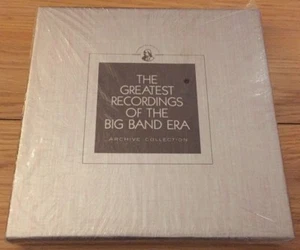 THE
GREATEST
RECORDINGS
OF THE
BIG BAND ERA
ARCHIVE COLLECTION